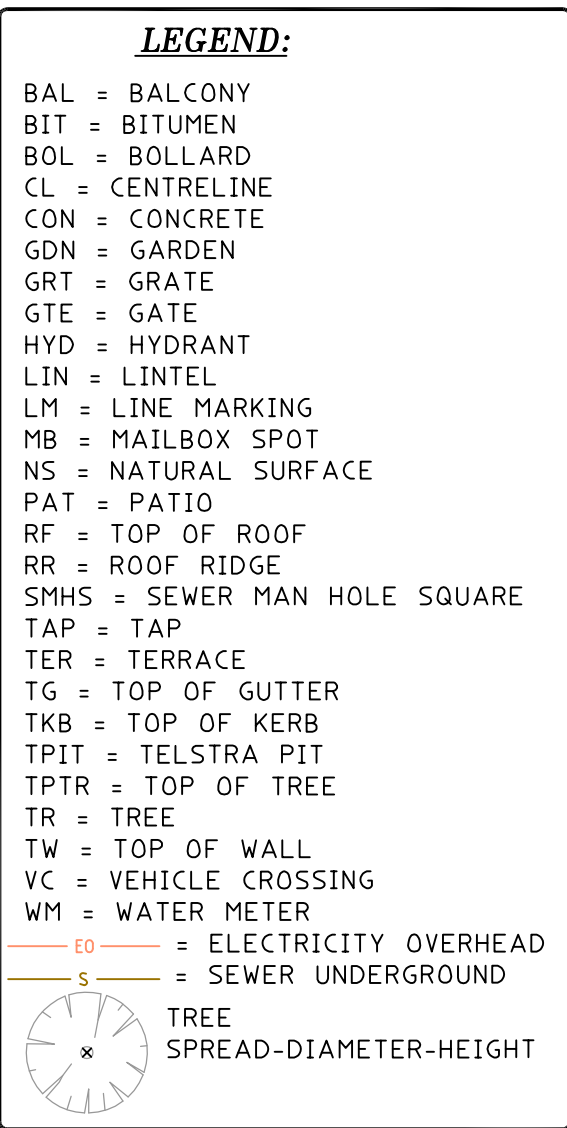 LEGEND:
BAL = BALCONY
BIT = BITUMEN
BOL = BOLLARD
CL = CENTRELINE
CON = CONCRETE
GDN = GARDEN
GRT = GRATE
GTE = GATE
HYD = HYDRANT
LIN = LINTEL
LM = LINE MARKING
MB = MAILBOX SPOT
NS = NATURAL SURFACE
PAT = PATIO
RF = TOP OF ROOF
RR = ROOF RIDGE
SMHS = SEWER MAN HOLE SQUARE
TAP = TAP
TER = TERRACE
TG = TOP OF GUTTER
TKB = TOP OF KERB
TPIT = TELSTRA PIT
TPTR = TOP OF TREE
TR = TREE
TW = TOP OF WALL
VC = VEHICLE CROSSING
WM = WATER METER
EO = ELECTRICITY OVERHEAD
S = SEWER UNDERGROUND
TREE
SPREAD-DIAMETER-HEIGHT